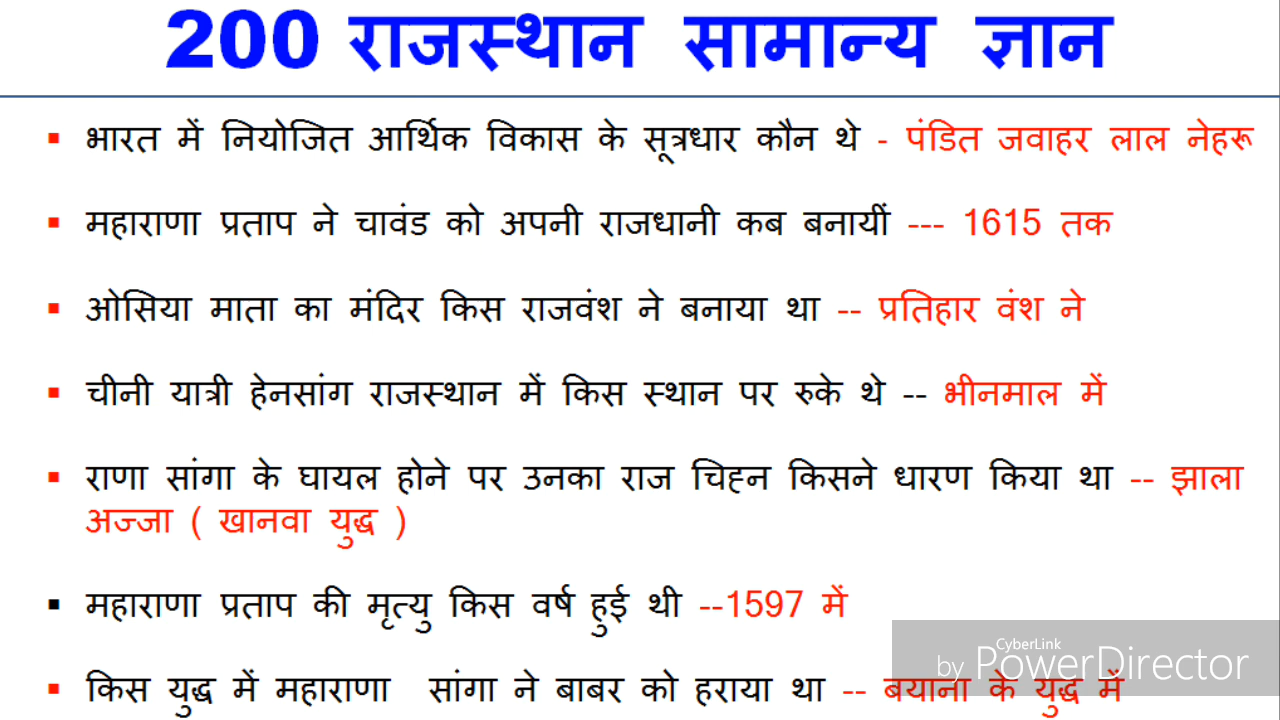 200 राजस्थान सामान्य ज्ञान
भारत में नियोजित आर्थिक विकास के सूत्रधार कौन थे - पंडित जवाहर लाल नेहरू
महाराणा प्रताप ने चावंड को अपनी राजधानी कब बनायीं --- 1615 तक
ओसिया माता का मंदिर किस राजवंश ने बनाया था -- प्रतिहार वंश ने
चीनी यात्री हेनसांग राजस्थान में किस स्थान पर रुके थे -- भीनमाल में
राणा सांगा के घायल होने पर उनका राज चिह्न किसने धारण किया था -- झाला
अज्जा ( खानवा युद्ध )
महाराणा प्रताप की मृत्यु किस वर्ष हुई थी --1597 में
किस युद्ध में महाराणा सांगा ने बाबर को हराया था -- बयाना के युद्ध में
CyberLink
by PowerDirector